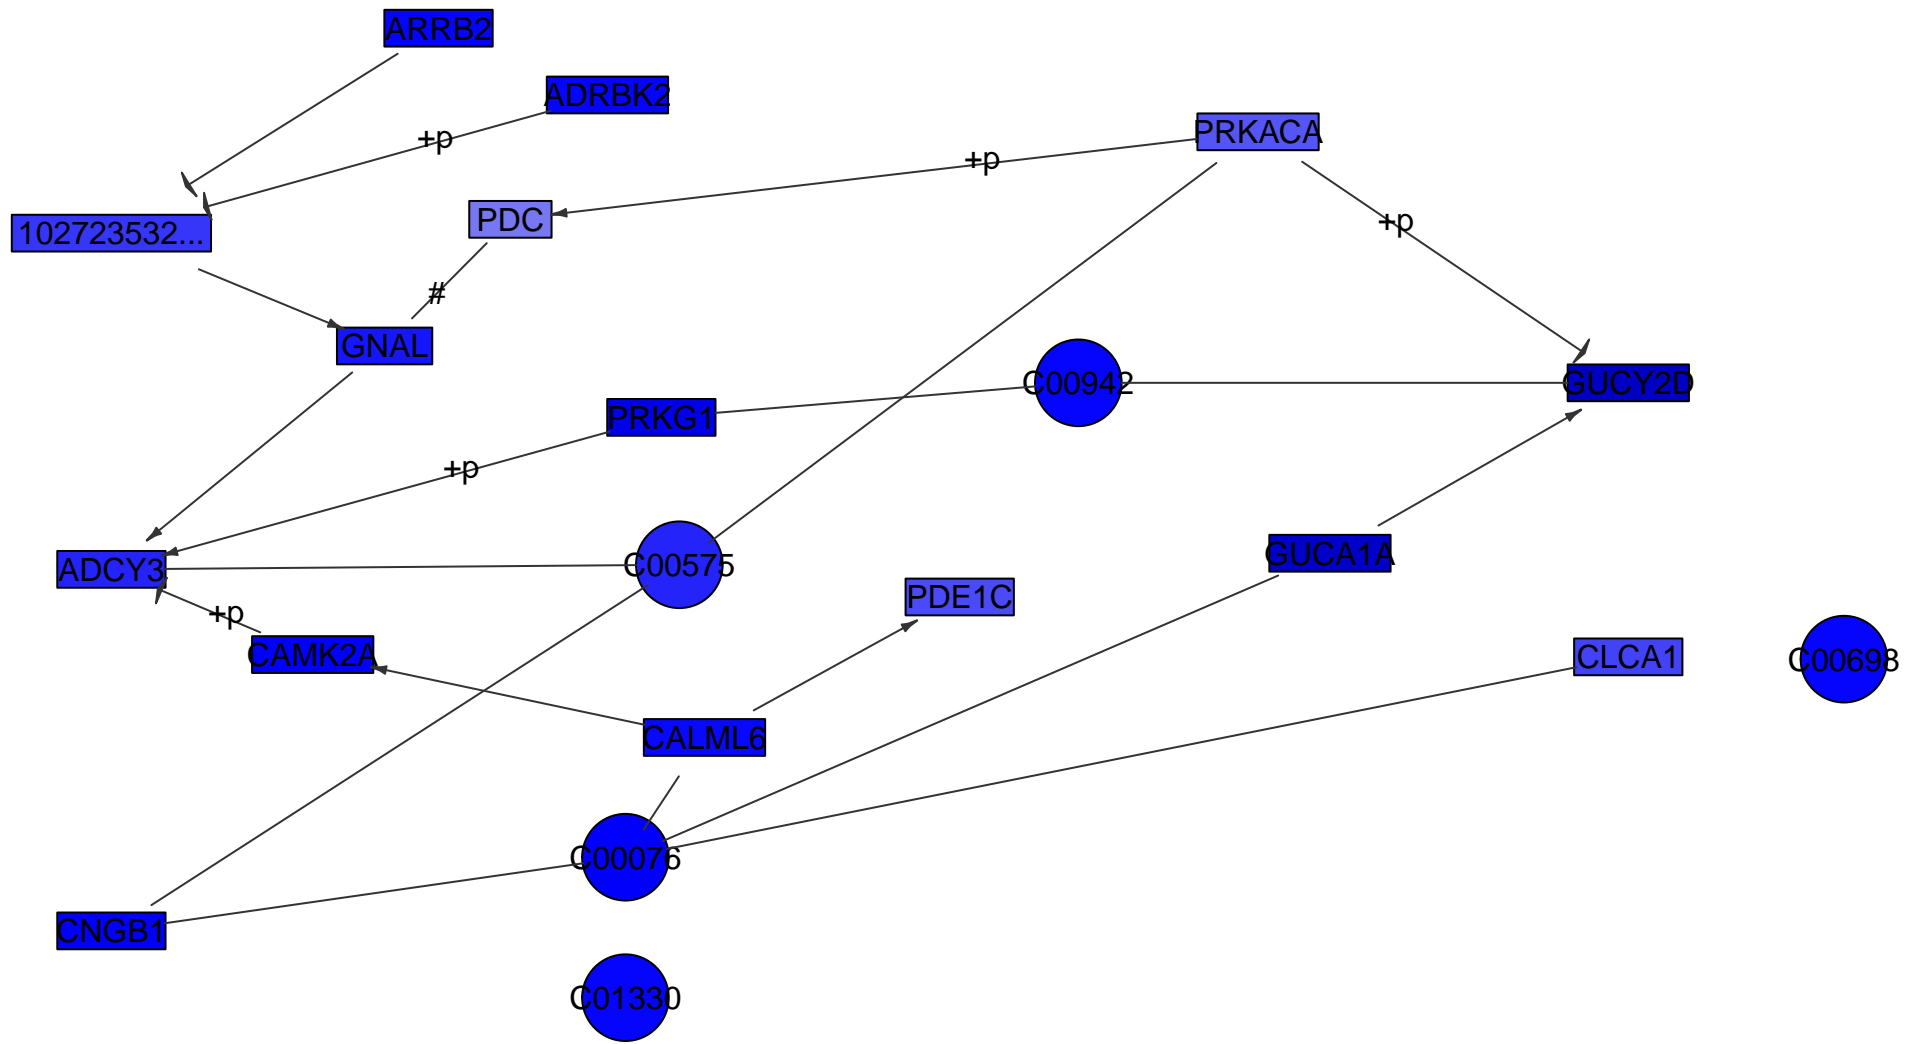 ARRB2
ADRBK2
PRKACA
+p
+p
PDC
+p
102723532...
#
GNAL
C00942
GUCY2D
PRKG1
+p
GUCA1A
ADCY3
C00575
PDE1C
+p
CAMK2A
CLCA1
C00698
CALML6
C00076
CNGB1
C01330